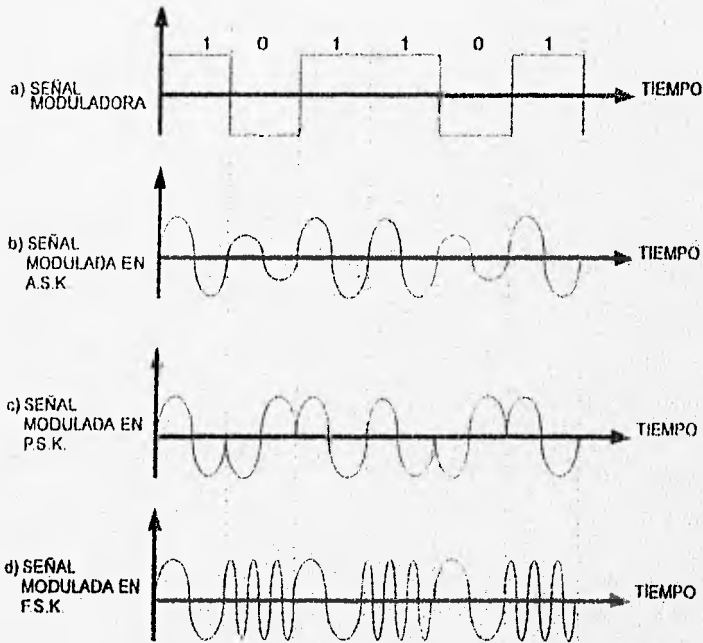 1 0 1 1 0 1
a) SEÑAL
MODULADORA
TIEMPO
b) SEÑAL
MODULADA EN
A.S.K.
TIEMPO
c) SEÑAL
MODULADA EN
P.S.K.
TIEMPO
d) SEÑAL
MODULADA EN
F.S.K.
TIEMPO